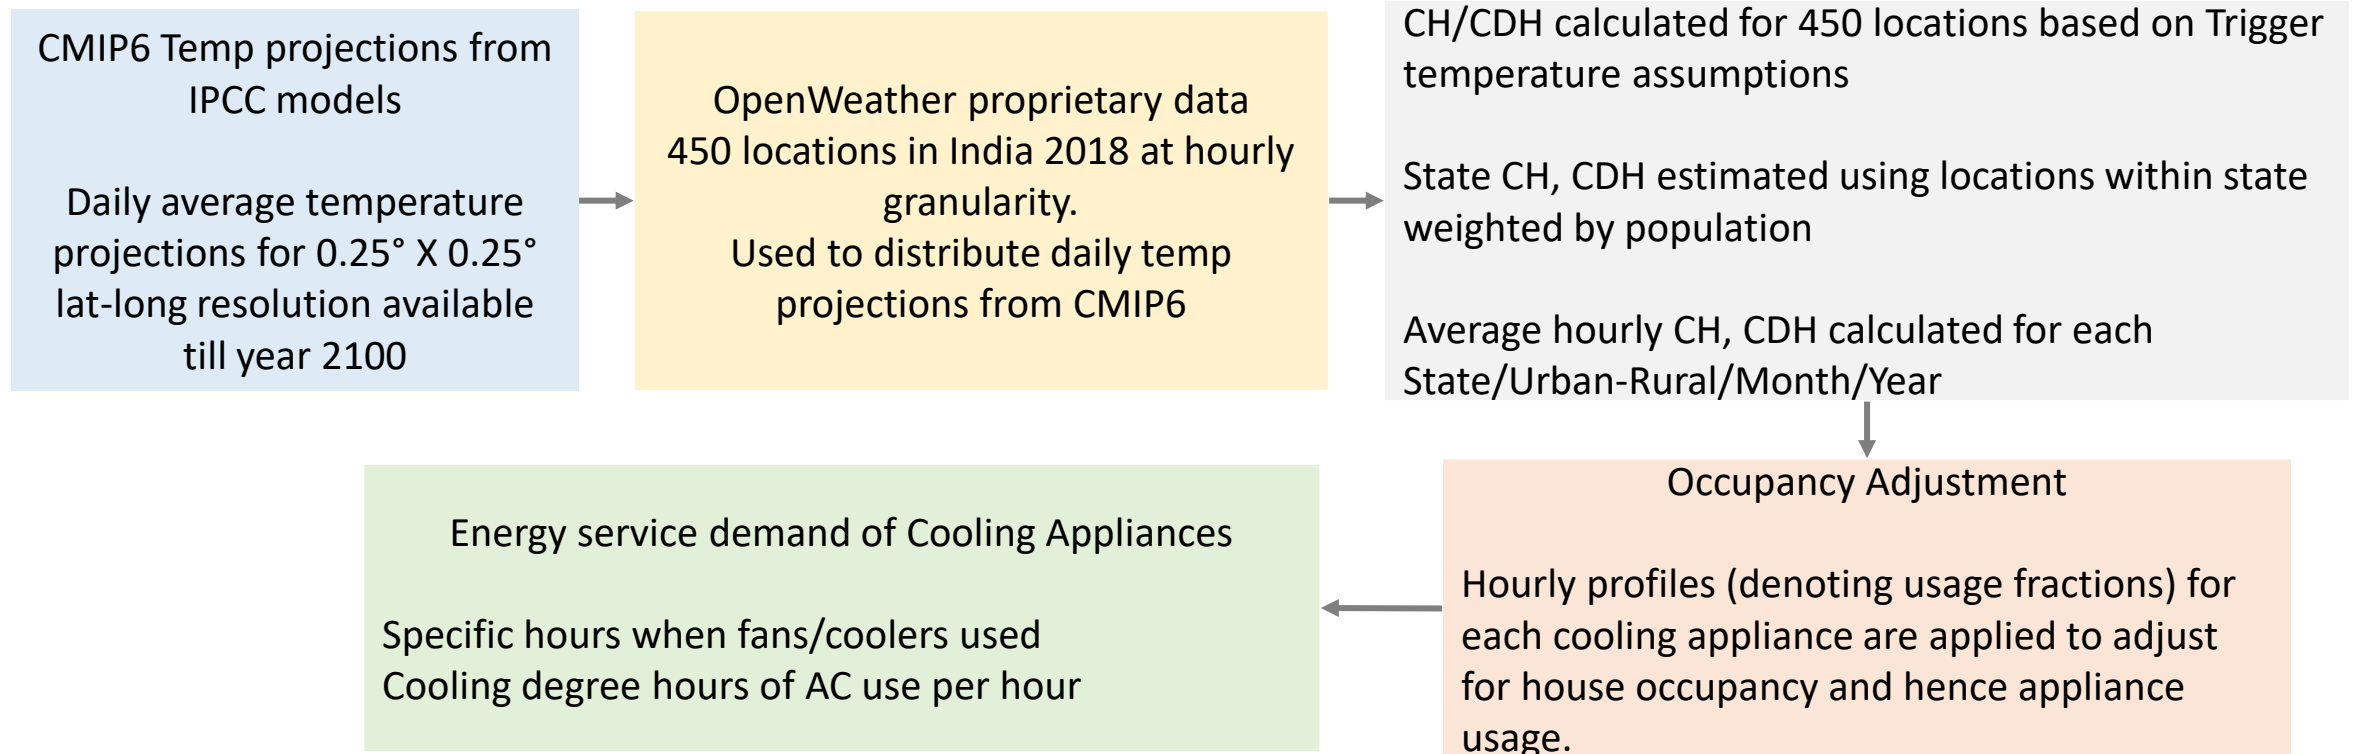 CMIP6 Temp projections from
IPCC models
Daily average temperature
projections for 0.25° X 0.25°
lat-long resolution available
till year 2100
OpenWeather proprietary data
450 locations in India 2018 at hourly
granularity.
Used to distribute daily temp
projections from CMIP6
CH/CDH calculated for 450 locations based on Trigger
temperature assumptions
State CH, CDH estimated using locations within state
weighted by population
Average hourly CH, CDH calculated for each
State/Urban-Rural/Month/Year
Occupancy Adjustment
Hourly profiles (denoting usage fractions) for
each cooling appliance are applied to adjust
for house occupancy and hence appliance
usage.
Energy service demand of Cooling Appliances
Specific hours when fans/coolers used
Cooling degree hours of AC use per hour